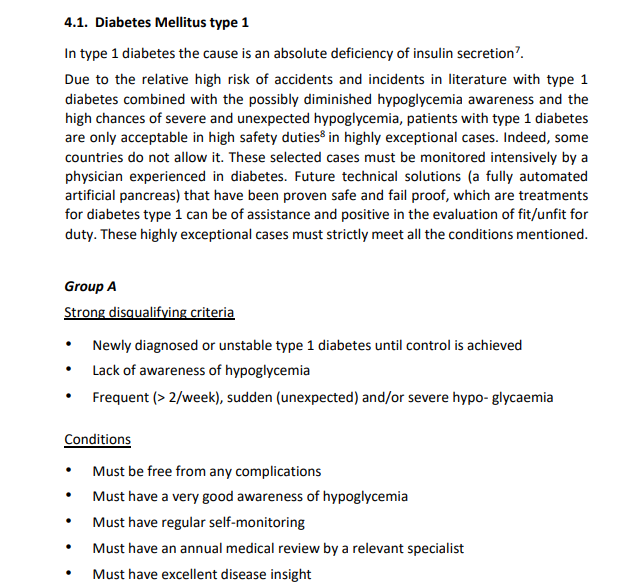 4.1. Diabetes Mellitus type 1
In type 1 diabetes the cause is an absolute deficiency of insulin secretion⁷.
Due to the relative high risk of accidents and incidents in literature with type 1
diabetes combined with the possibly diminished hypoglycemia awareness and the
high chances of severe and unexpected hypoglycemia, patients with type 1 diabetes
are only acceptable in high safety duties⁸ in highly exceptional cases. Indeed, some
countries do not allow it. These selected cases must be monitored intensively by a
physician experienced in diabetes. Future technical solutions (a fully automated
artificial pancreas) that have been proven safe and fail proof, which are treatments
for diabetes type 1 can be of assistance and positive in the evaluation of fit/unfit for
duty. These highly exceptional cases must strictly meet all the conditions mentioned.
Group A
Strong disqualifying criteria
• Newly diagnosed or unstable type 1 diabetes until control is achieved
• Lack of awareness of hypoglycemia
• Frequent (> 2/week), sudden (unexpected) and/or severe hypo- glycaemia
Conditions
• Must be free from any complications
• Must have a very good awareness of hypoglycemia
• Must have regular self-monitoring
• Must have an annual medical review by a relevant specialist
• Must have excellent disease insight